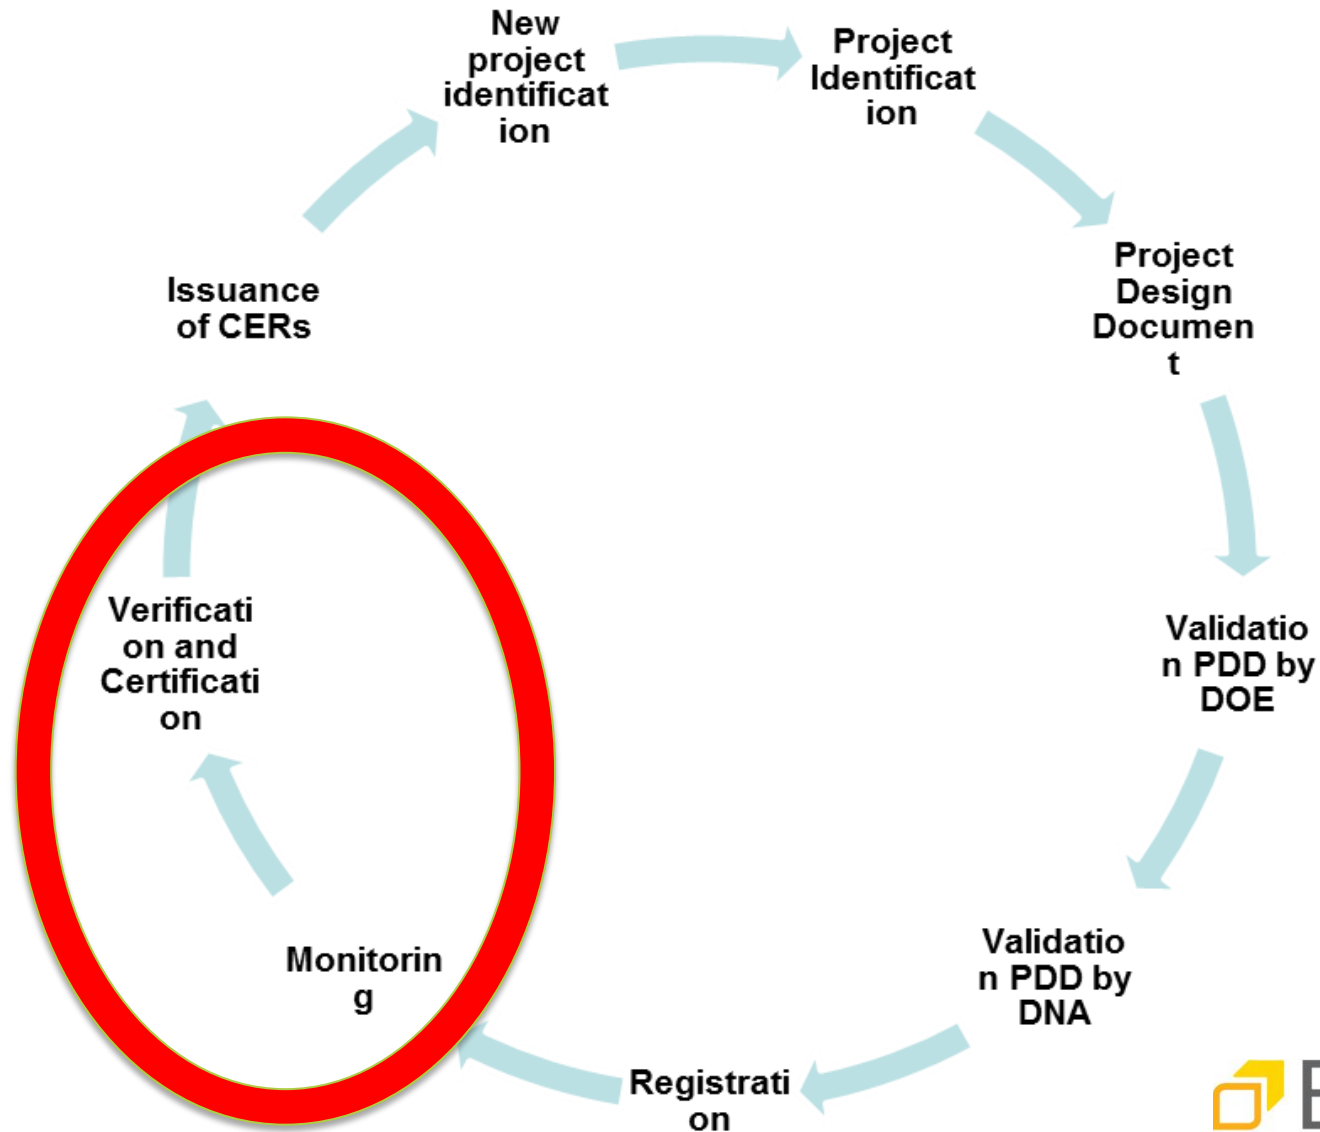 New
project
identificat
ion
Project
Identificat
ion
Project
Design
Documen
t
Validatio
n PDD by
DOE
Validatio
n PDD by
DNA
Registrati
on
Monitorin
g
Verificati
on and
Certificati
on
Issuance
of CERs